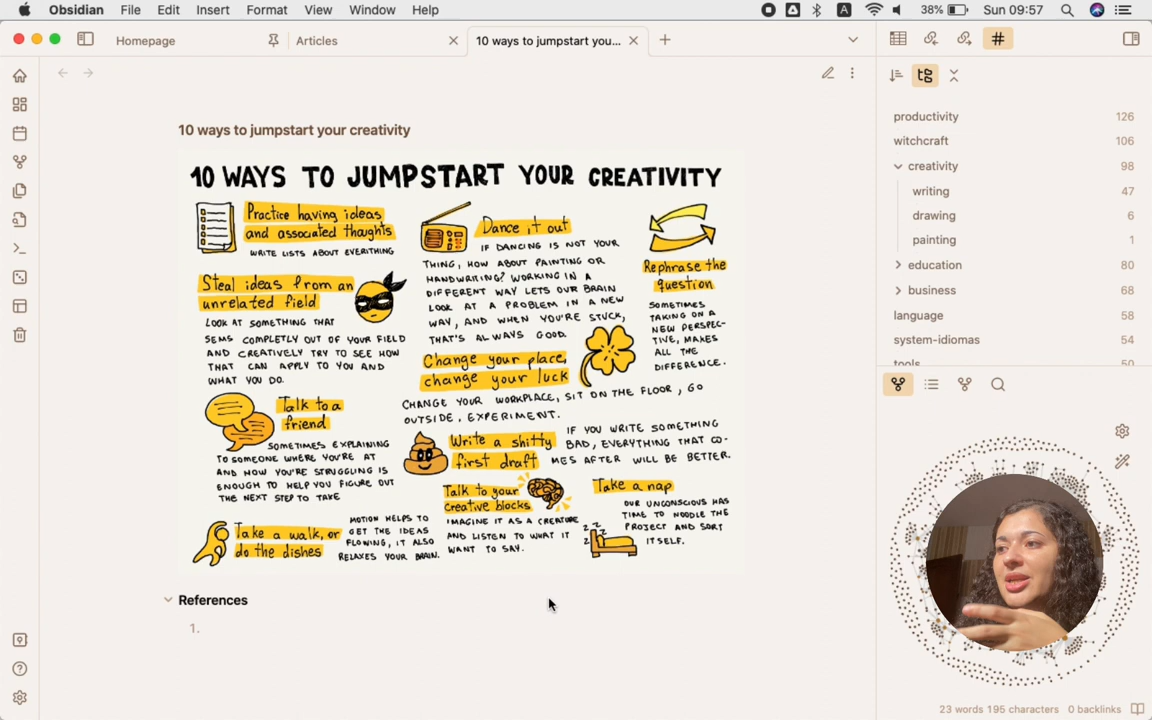 Obsidian File Edit Insert Format View Window Help
A 38% Sun 09:57
Homepage Articles 10 ways to jumpstart you...
10 ways to jumpstart your creativity
10 WAYS TO JUMPSTART YOUR CREATIVITY
Practice having ideas
and associated thoughts
WRITE LISTS ABOUT EVERYTHING
Steal ideas from an
unrelated field
LOOK AT SOMETHING THAT
SEMS COMPLETLY OUT OF YOUR FIELD
AND CREATIVELY TRY TO SEE HOW
THAT CAN APPLY TO YOU AND
WHAT YOU DO.
Talk to a
friend
SOMETIMES EXPLAINING
TO SOMEONE WHERE YOU'RE AT
AND HOW YOU'RE STRUGGLING IS
ENOUGH TO HELP YOU FIGURE OUT
THE NEXT STEP TO TAKE
Take a walk, or
do the dishes
MOTION HELPS TO
GET THE IDEAS
FLOWING, IT ALSO
RELAXES YOUR BRAIN.
Dance it out
IF DANCING IS NOT YOUR
THING, HOW ABOUT PAINTING OR
HANDWRITING? WORKING IN A
DIFFERENT WAY LETS OUR BRAIN
LOOK AT A PROBLEM IN A NEW
WAY, AND WHEN YOU'RE STUCK,
THAT'S ALWAYS GOOD.
Change your place,
change your luck
CHANGE YOUR WORKPLACE, SIT ON THE FLOOR, GO
OUTSIDE, EXPERIMENT.
Write a shitty
first draft
IF YOU WRITE SOMETHING
BAD, EVERYTHING THAT CO-
MES AFTER WILL BE BETTER.
Talk to your
creative blocks
IMAGINE IT AS A CREATURE
AND LISTEN TO WHAT IT
WANT TO SAY.
Rephrase the
question
SOMETIMES
TAKING ON A
NEW PERSPEC-
TIVE, MAKES
ALL THE
DIFFERENCE.
Take a nap
z z z z
OUR UNCONSCIOUS HAS
TIME TO NOODLE THE
PROJECT AND SORT
ITSELF.
References
1.
productivity 126
witchcraft 106
creativity 98
writing 47
drawing 6
painting 1
education 80
business 68
language 58
system-idiomas 54
tools 50
23 words 195 characters 0 backlinks